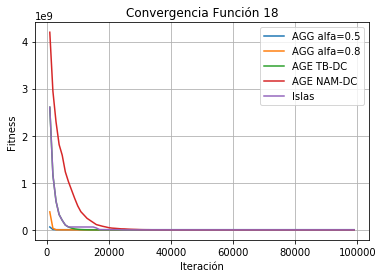 Convergencia Función 18
1e9
AGG alfa=0.5
AGG alfa=0.8
AGE TB-DC
AGE NAM-DC
Islas
4
3
2
1
0
Fitness
0 20000 40000 60000 80000 100000
Iteración